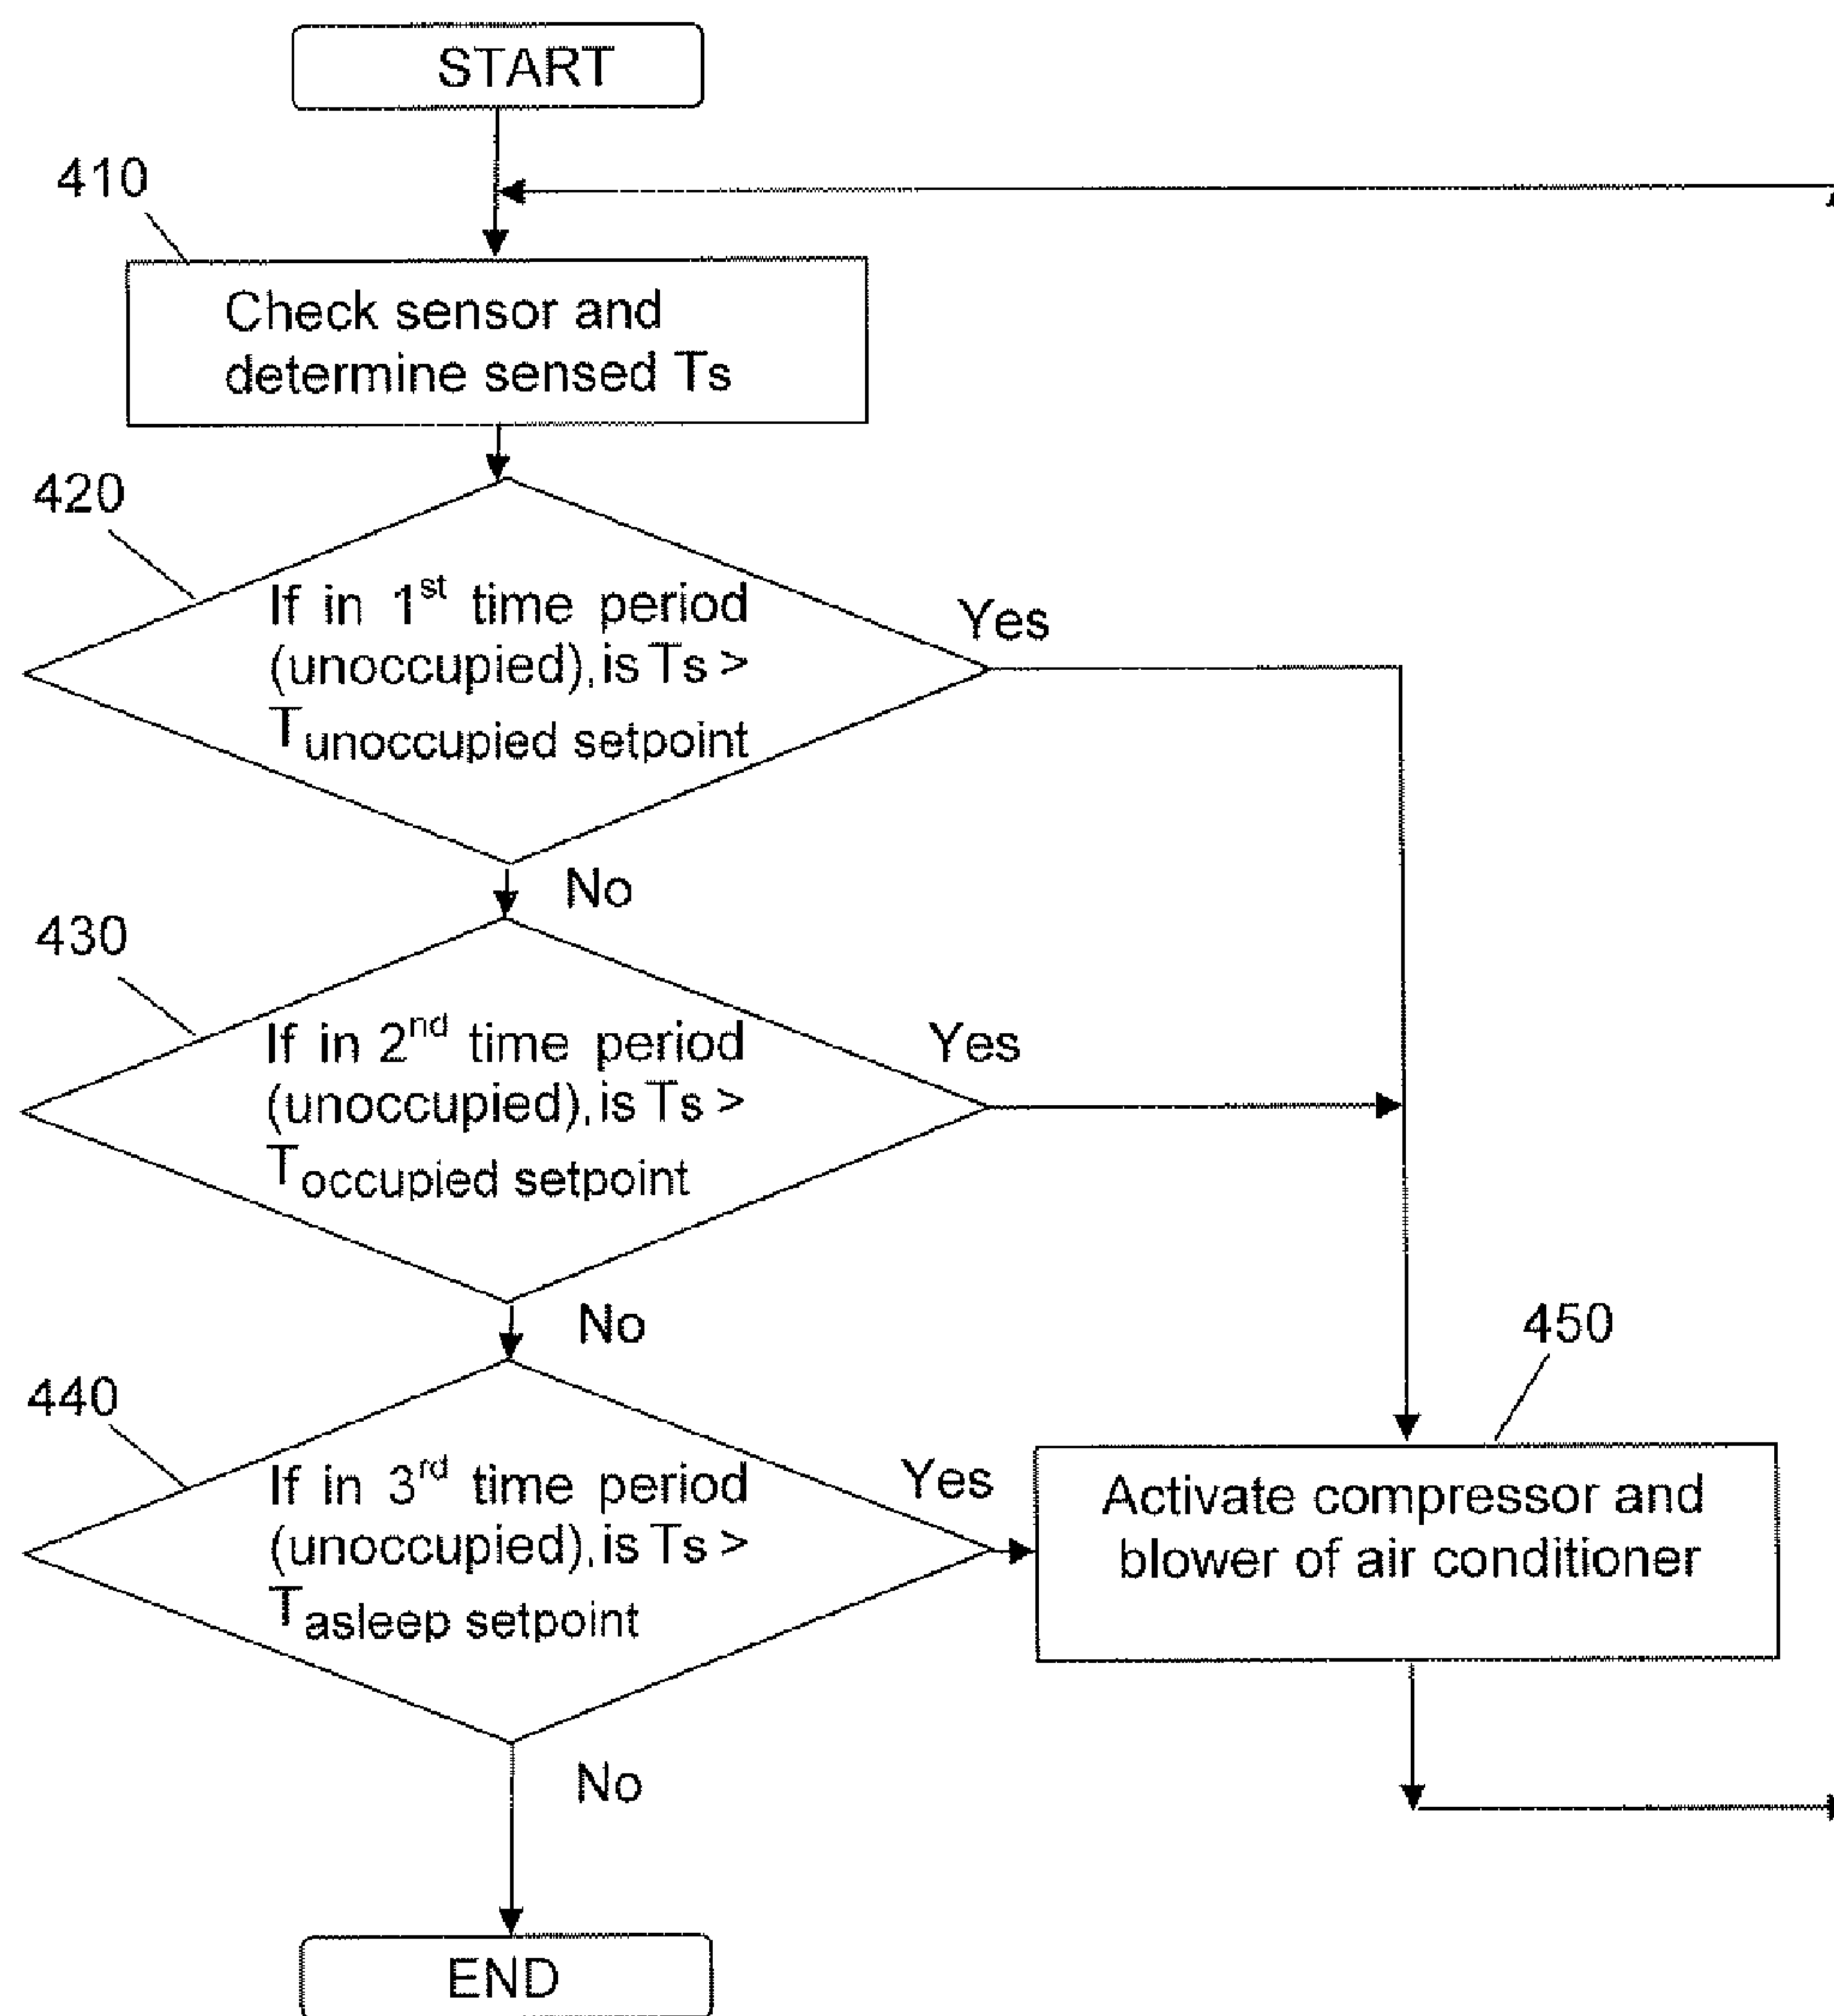 START
410
Check sensor and
determine sensed Ts
420
If in 1st time period
(unoccupied), is Ts >
Tunoccupied setpoint
Yes
No
430
If in 2nd time period
(unoccupied), is Ts >
Toccupied setpoint
Yes
No
440
If in 3rd time period
(unoccupied), is Ts >
Tasleep setpoint
Yes
450
Activate compressor and
blower of air conditioner
No
END